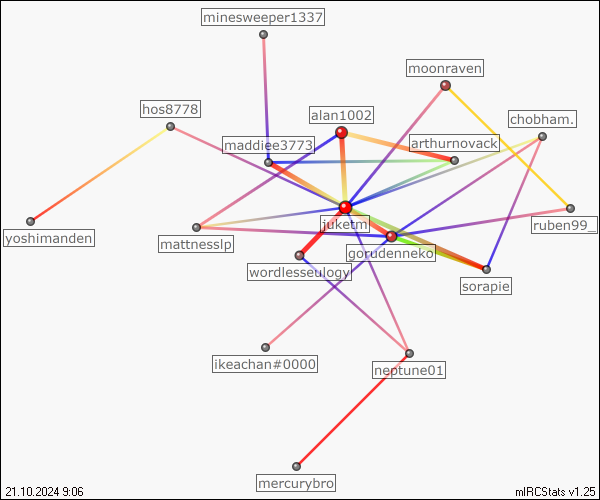 minesweeper1337
moonraven
hos8778
alan1002
chobham.
maddiee3773
arthurnovack
juketm
ruben99_
yoshimanden
mattnesslp
gorudenneko
wordlesseulogy
sorapie
ikeachan#0000
neptune01
mercurybro
21.10.2024 9:06
mIRCStats v1.25